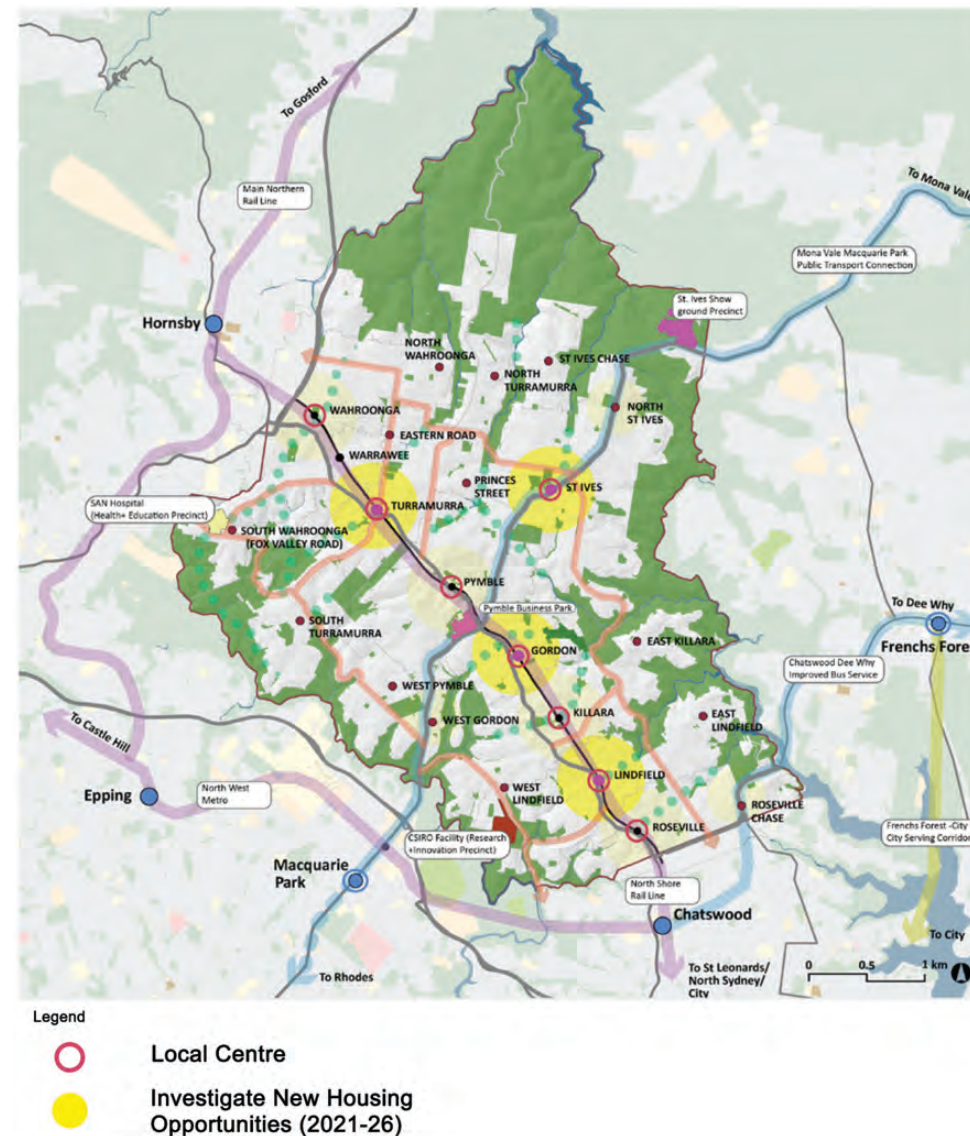 To Gosford
Main Northern
Rail Line
To Mona Vale
Mona Vale Macquarie Park
Public Transport Connection
St. Ives Show
ground Precinct
Hornsby
NORTH
WAHROONGA
ST IVES CHASE
NORTH
TURRAMURRA
WAHROONGA
NORTH
ST IVES
EASTERN ROAD
WARRAWEE
PRINCES
STREET
ST IVES
SAN Hospital
(Health+ Education Precinct)
TURRAMURRA
SOUTH WAHROONGA
(FOX VALLEY ROAD)
PYMBLE
Pymble Business Park
To Dee Why
SOUTH
TURRAMURRA
GORDON
EAST KILLARA
Frenchs Fore
Chatswood Dee Why
Improved Bus Service
WEST PYMBLE
To Castle Hill
WEST GORDON
KILLARA
EAST
LINDFIELD
Epping
North West
Metro
LINDFIELD
WEST
LINDFIELD
ROSEVILLE
CHASE
CSIRO Facility (Research
+Innovation Precinct)
ROSEVILLE
Frenchs Forest -City
City Serving Corridor
Macquarie
Park
North Shore
Rail Line
Chatswood
To City
To Rhodes
To St Leonards/
North Sydney/
City
0 0.5 1 km
Legend
Local Centre
Investigate New Housing
Opportunities (2021-26)